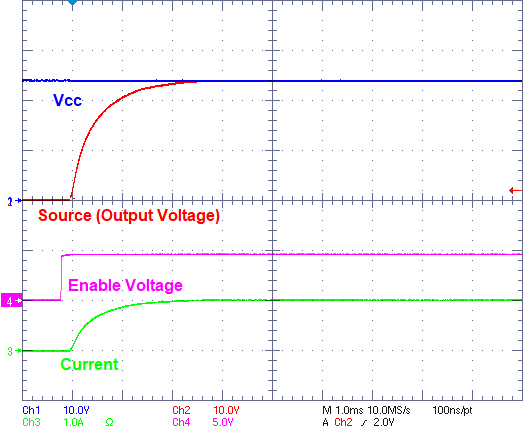 Vcc
1
Source (Output Voltage)
Enable Voltage
4
3
Current
Ch1 10.0V Ch2 10.0V M 1.0ms 10.0MS/s 100ns/pt
Ch3 1.0A Ω Ch4 5.0V A Ch2 ∕ 2.0V